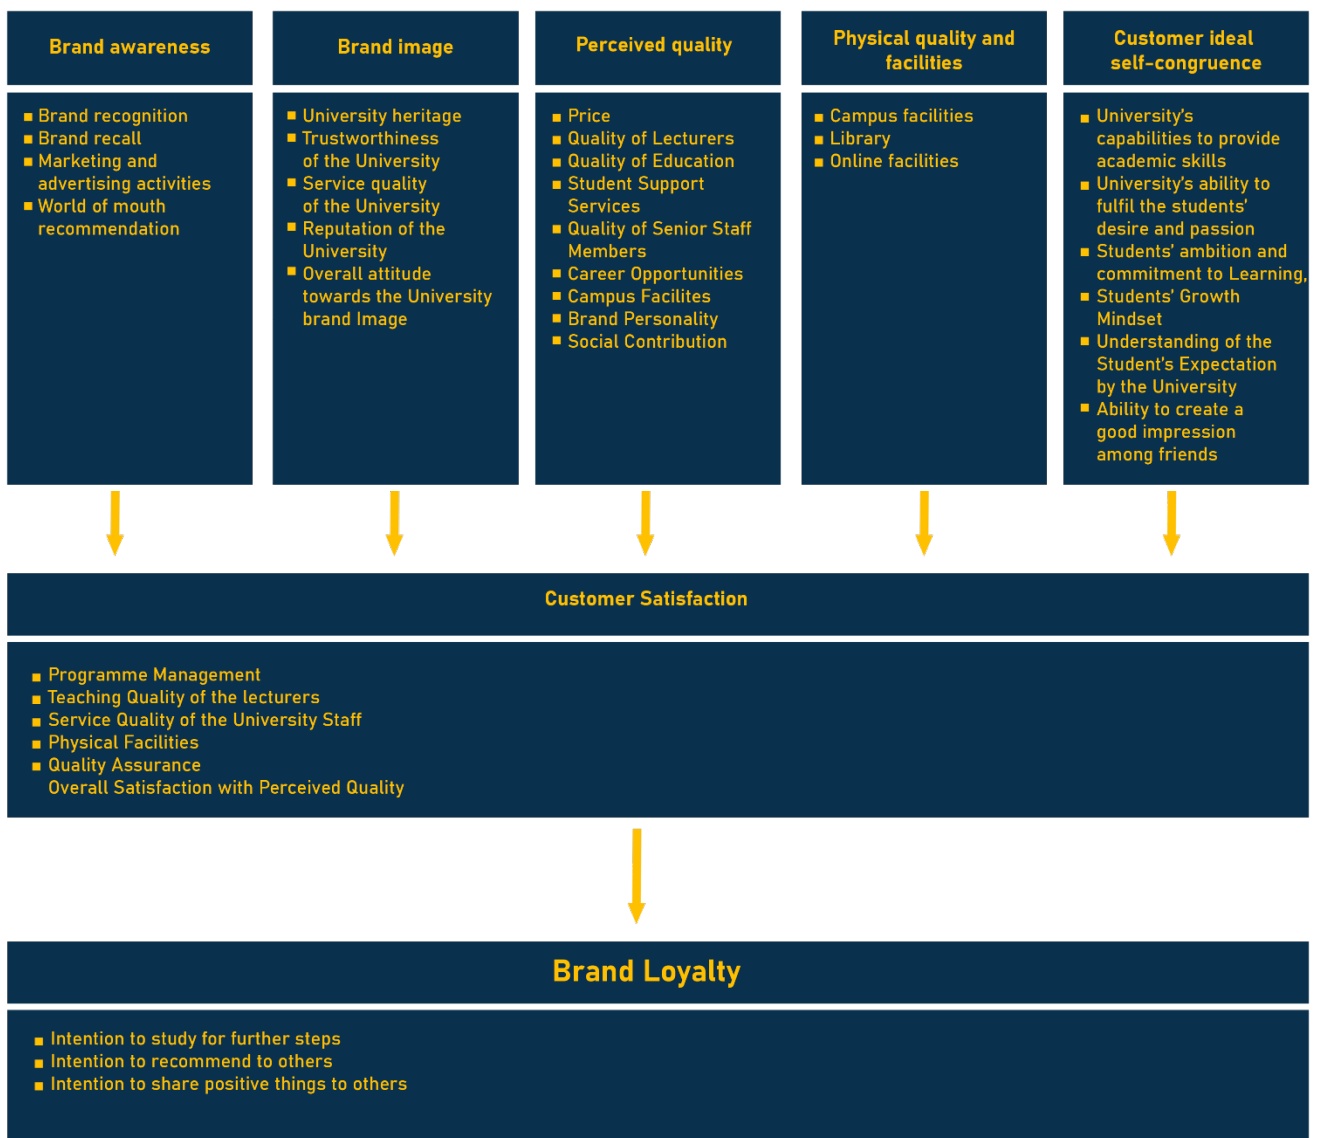 Brand awareness
Brand recognition
Brand recall
Marketing and
advertising activities
World of mouth
recommendation
Brand image
University heritage
Trustworthiness
of the University
Service quality
of the University
Reputation of the
University
Overall attitude
towards the University
brand Image
Perceived quality
Price
Quality of Lecturers
Quality of Education
Student Support
Services
Quality of Senior Staff
Members
Career Opportunities
Campus Facilites
Brand Personality
Social Contribution
Physical quality and
facilities
Campus facilities
Library
Online facilities
Customer ideal
self-congruence
University's
capabilities to provide
academic skills
University's ability to
fulfil the students'
desire and passion
Students' ambition and
commitment to Learning,
Students' Growth
Mindset
Understanding of the
Student's Expectation
by the University
Ability to create a
good impression
among friends
Customer Satisfaction
Programme Management
Teaching Quality of the lecturers
Service Quality of the University Staff
Physical Facilities
Quality Assurance
Overall Satisfaction with Perceived Quality
Brand Loyalty
Intention to study for further steps
Intention to recommend to others
Intention to share positive things to others